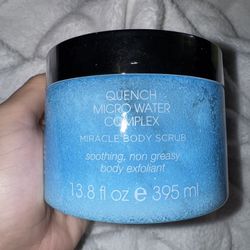 QUENCH
MICRO WATER
COMPLEX
MIRACLE BODY SCRUB
soothing, non greasy
body exfoliant
13.8 fl oz e 395 ml